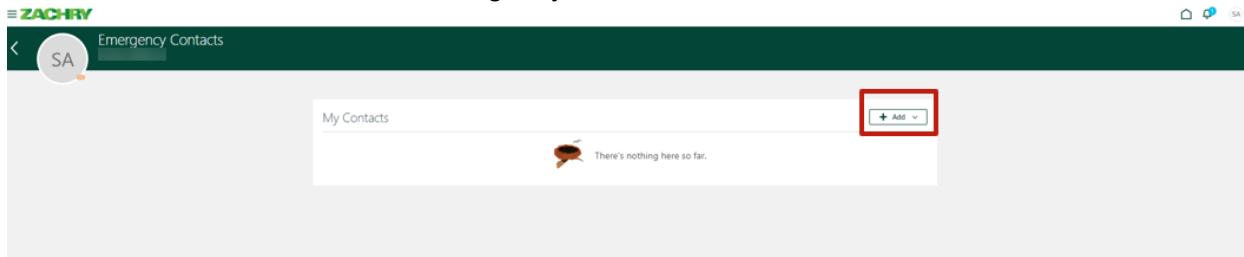 ZACHRY
SA
Emergency Contacts
SA
My Contacts
+ Add
There's nothing here so far.